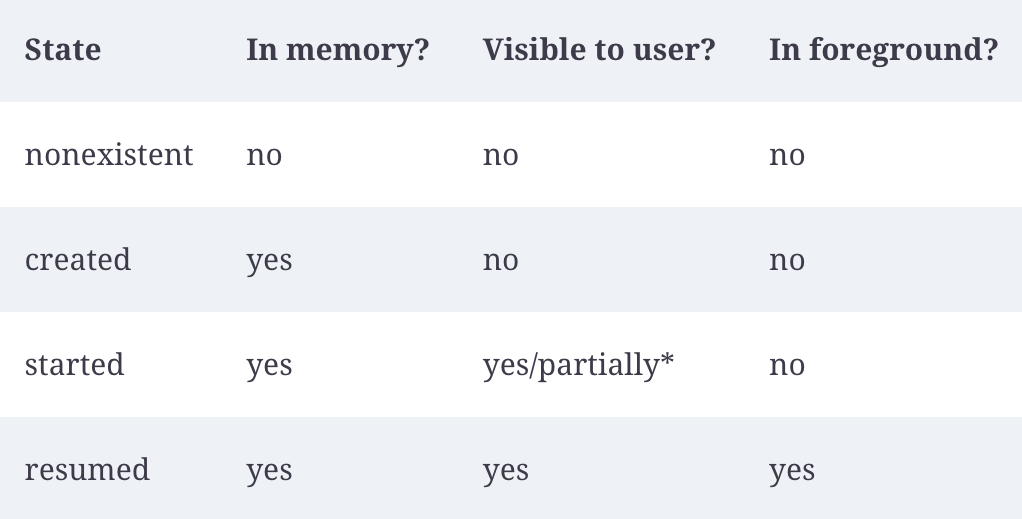 State In memory? Visible to user? In foreground?
nonexistent no no no
created yes no no
started yes yes/partially* no
resumed yes yes yes